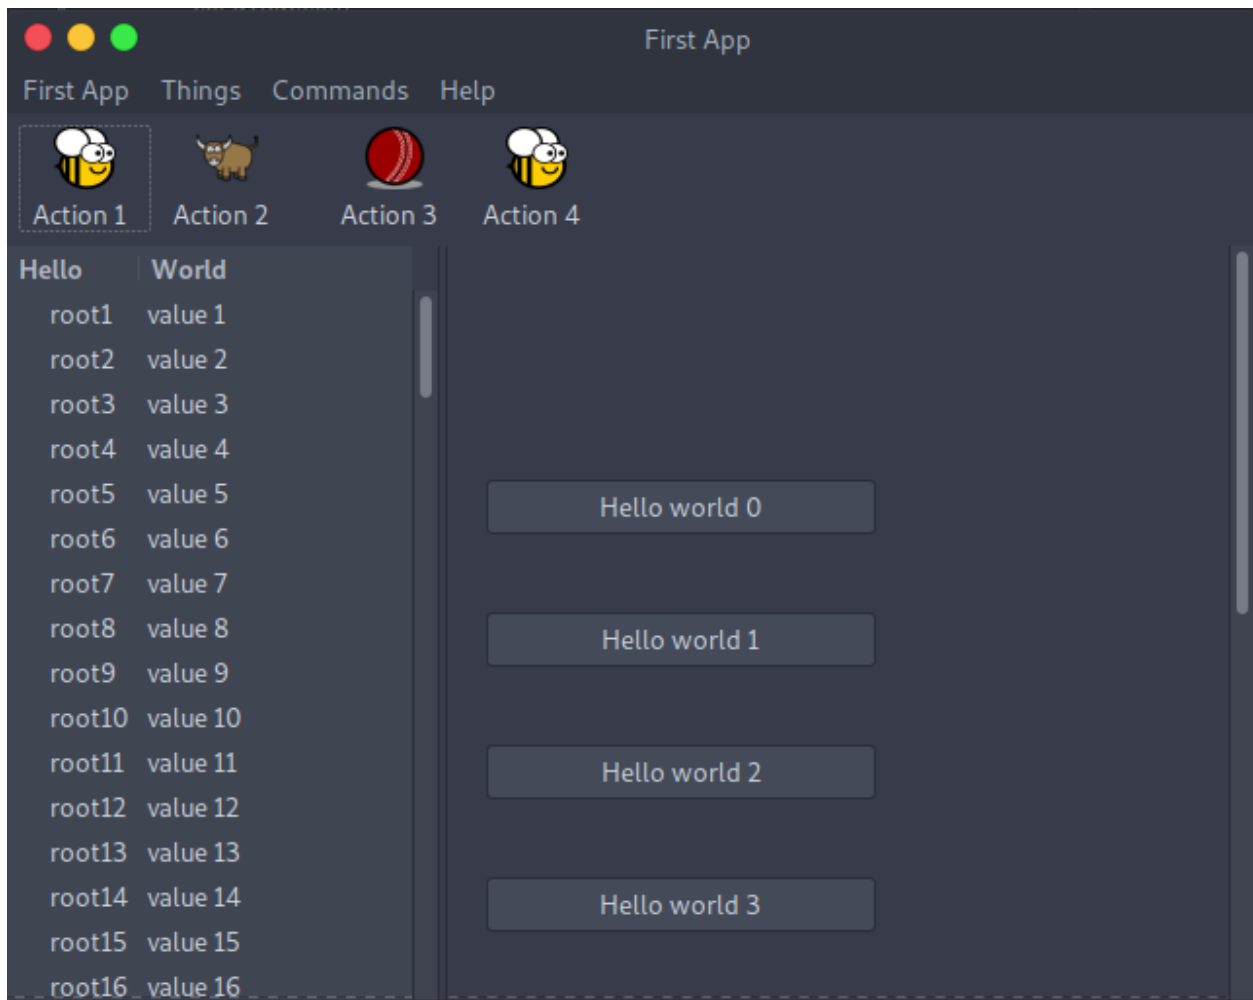 First App
First App Things Commands Help
Action 1 Action 2 Action 3 Action 4
Hello World
root1 value 1
root2 value 2
root3 value 3
root4 value 4
root5 value 5
root6 value 6
root7 value 7
root8 value 8
root9 value 9
root10 value 10
root11 value 11
root12 value 12
root13 value 13
root14 value 14
root15 value 15
root16 value 16
Hello world 0
Hello world 1
Hello world 2
Hello world 3